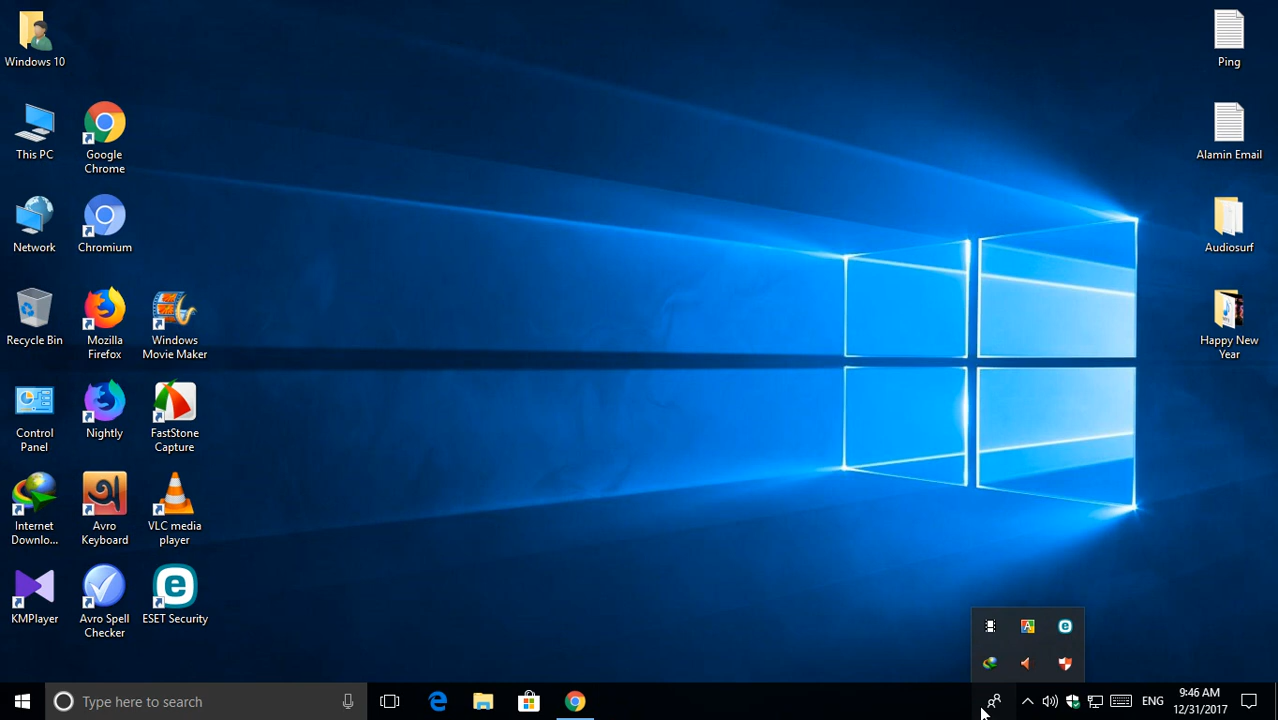 Windows 10
This PC
Google
Chrome
Network
Chromium
Recycle Bin
Mozilla
Firefox
Windows
Movie Maker
Control
Panel
Nightly
FastStone
Capture
Internet
Downlo...
Avro
Keyboard
VLC media
player
KMPlayer
Avro Spell
Checker
ESET Security
Ping
Alamin Email
Audiosurf
Happy New
Year
Type here to search
ENG
9:46 AM
12/31/2017